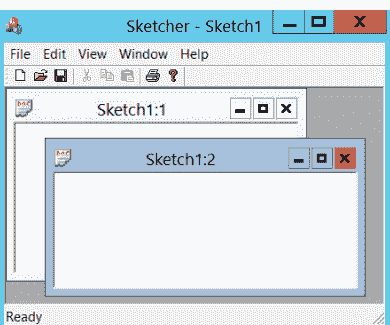 Sketcher - Sketch1
File Edit View Window Help
Sketch1:1
Sketch1:2
Ready